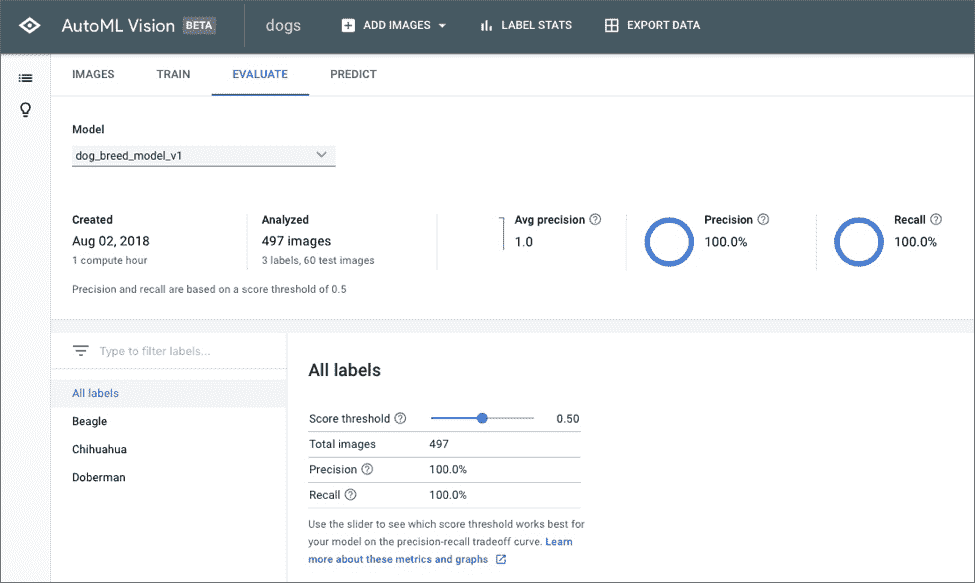 AutoML Vision BETA dogs ADD IMAGES LABEL STATS EXPORT DATA
IMAGES TRAIN EVALUATE PREDICT
Model
dog_breed_model_v1
Created Analyzed Avg precision ? Precision ? Recall ?
Aug 02, 2018 497 images 1.0 100.0% 100.0%
1 compute hour 3 labels, 60 test images
Precision and recall are based on a score threshold of 0.5
Type to filter labels...
All labels
Beagle
Chihuahua
Doberman
All labels
Score threshold ? 0.50
Total images 497
Precision ? 100.0%
Recall ? 100.0%
Use the slider to see which score threshold works best for
your model on the precision-recall tradeoff curve. Learn
more about these metrics and graphs